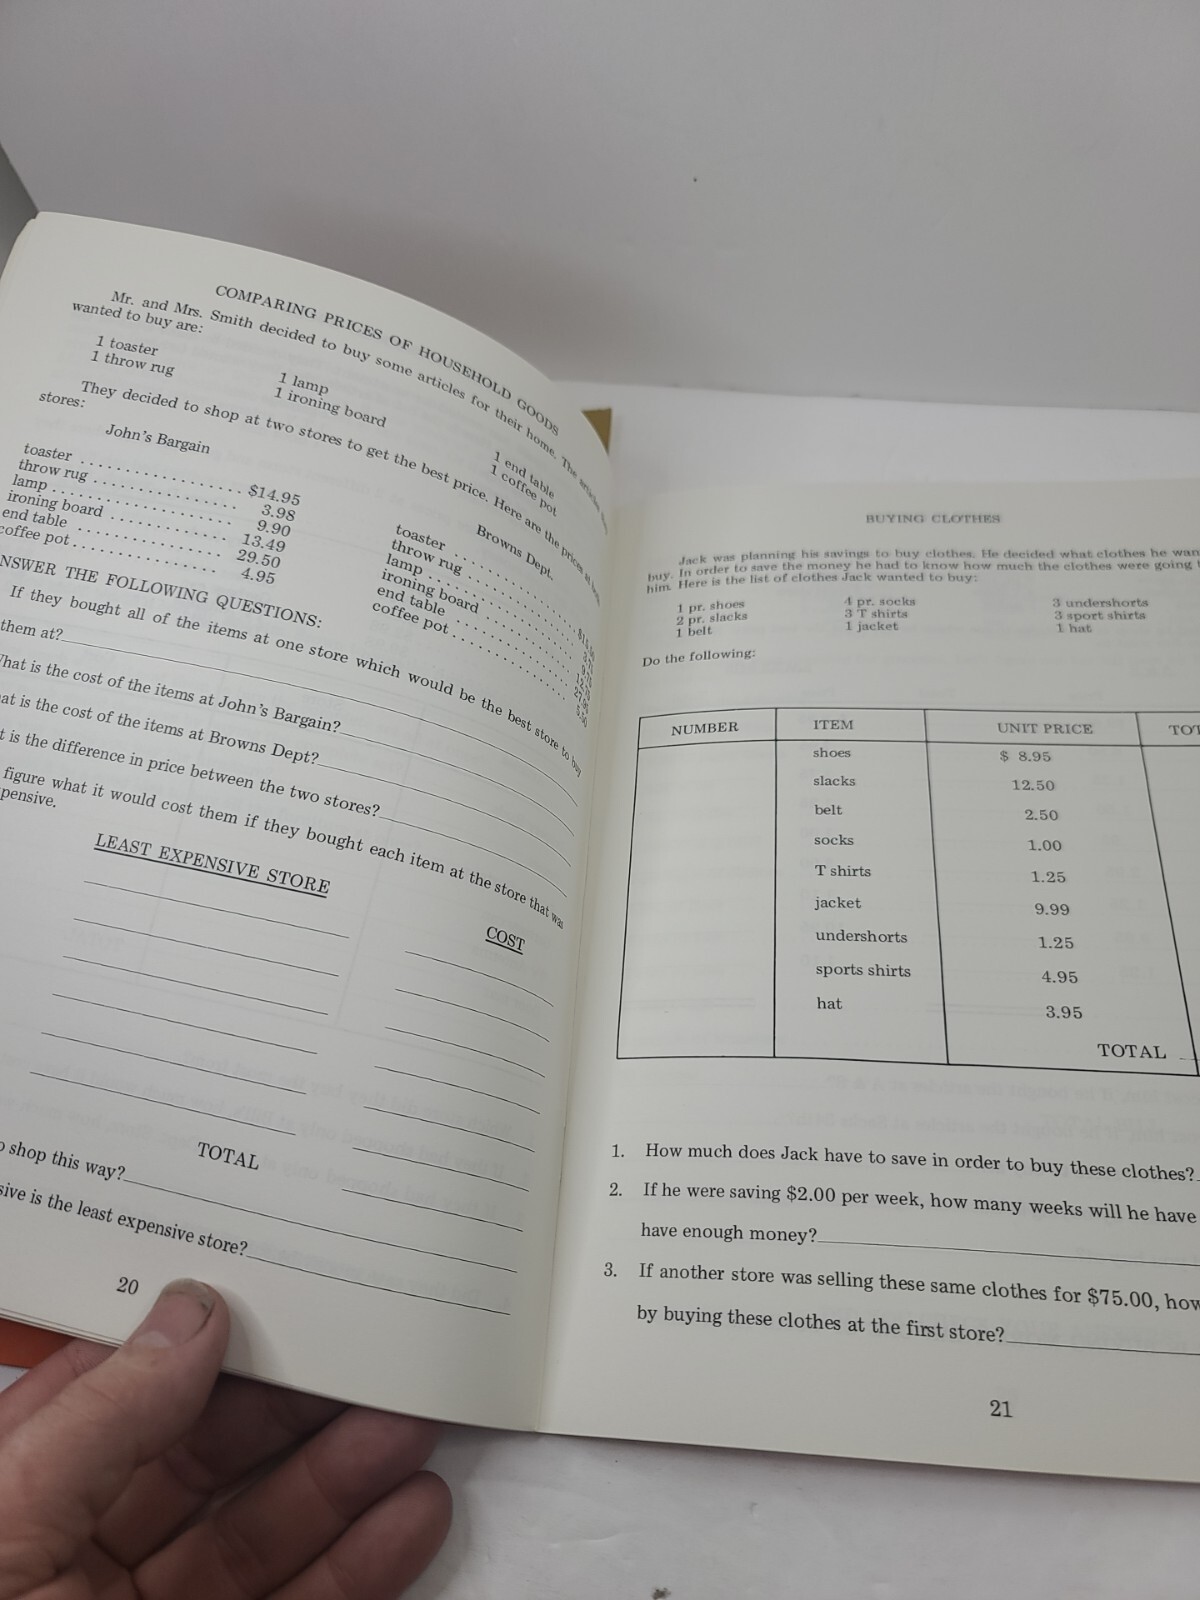 COMPARING PRICES OF HOUSEHOLD GOODS
Mr. and Mrs. Smith decided to buy some articles for their home. The
wanted to buy are:
1 toaster 1 lamp 1 end table
1 throw rug 1 ironing board 1 coffee pot
They decided to shop at two stores to get the best price. Here are the prices at
stores:
John's Bargain
toaster . . . . . . . . . . . . . . . . . $14.95
throw rug . . . . . . . . . . . . . . . 3.98
lamp . . . . . . . . . . . . . . . . . . . 9.90
ironing board . . . . . . . . . . . . 13.49
end table . . . . . . . . . . . . . . . 29.50
coffee pot . . . . . . . . . . . . . . 4.95
Browns Dept.
toaster
throw rug
lamp
ironing board
end table
coffee pot
NSWER THE FOLLOWING QUESTIONS:
If they bought all of the items at one store which would be the best store to buy
them at?
hat is the cost of the items at John's Bargain?
at is the cost of the items at Browns Dept?
t is the difference in price between the two stores?
figure what it would cost them if they bought each item at the store that was
pensive.
LEAST EXPENSIVE STORE COST
TOTAL
o shop this way?
sive is the least expensive store?
20
BUYING CLOTHES
Jack was planning his savings to buy clothes. He decided what clothes he wan
buy. In order to save the money he had to know how much the clothes were going t
him. Here is the list of clothes Jack wanted to buy:
1 pr. shoes 4 pr. socks 3 undershorts
2 pr. slacks 3 T shirts 3 sport shirts
1 belt 1 jacket 1 hat
Do the following:
NUMBER ITEM UNIT PRICE TOT
shoes $ 8.95
slacks 12.50
belt 2.50
socks 1.00
T shirts 1.25
jacket 9.99
undershorts 1.25
sports shirts 4.95
hat 3.95
TOTAL
1. How much does Jack have to save in order to buy these clothes?
2. If he were saving $2.00 per week, how many weeks will he have
have enough money?
3. If another store was selling these same clothes for $75.00, how
by buying these clothes at the first store?
21